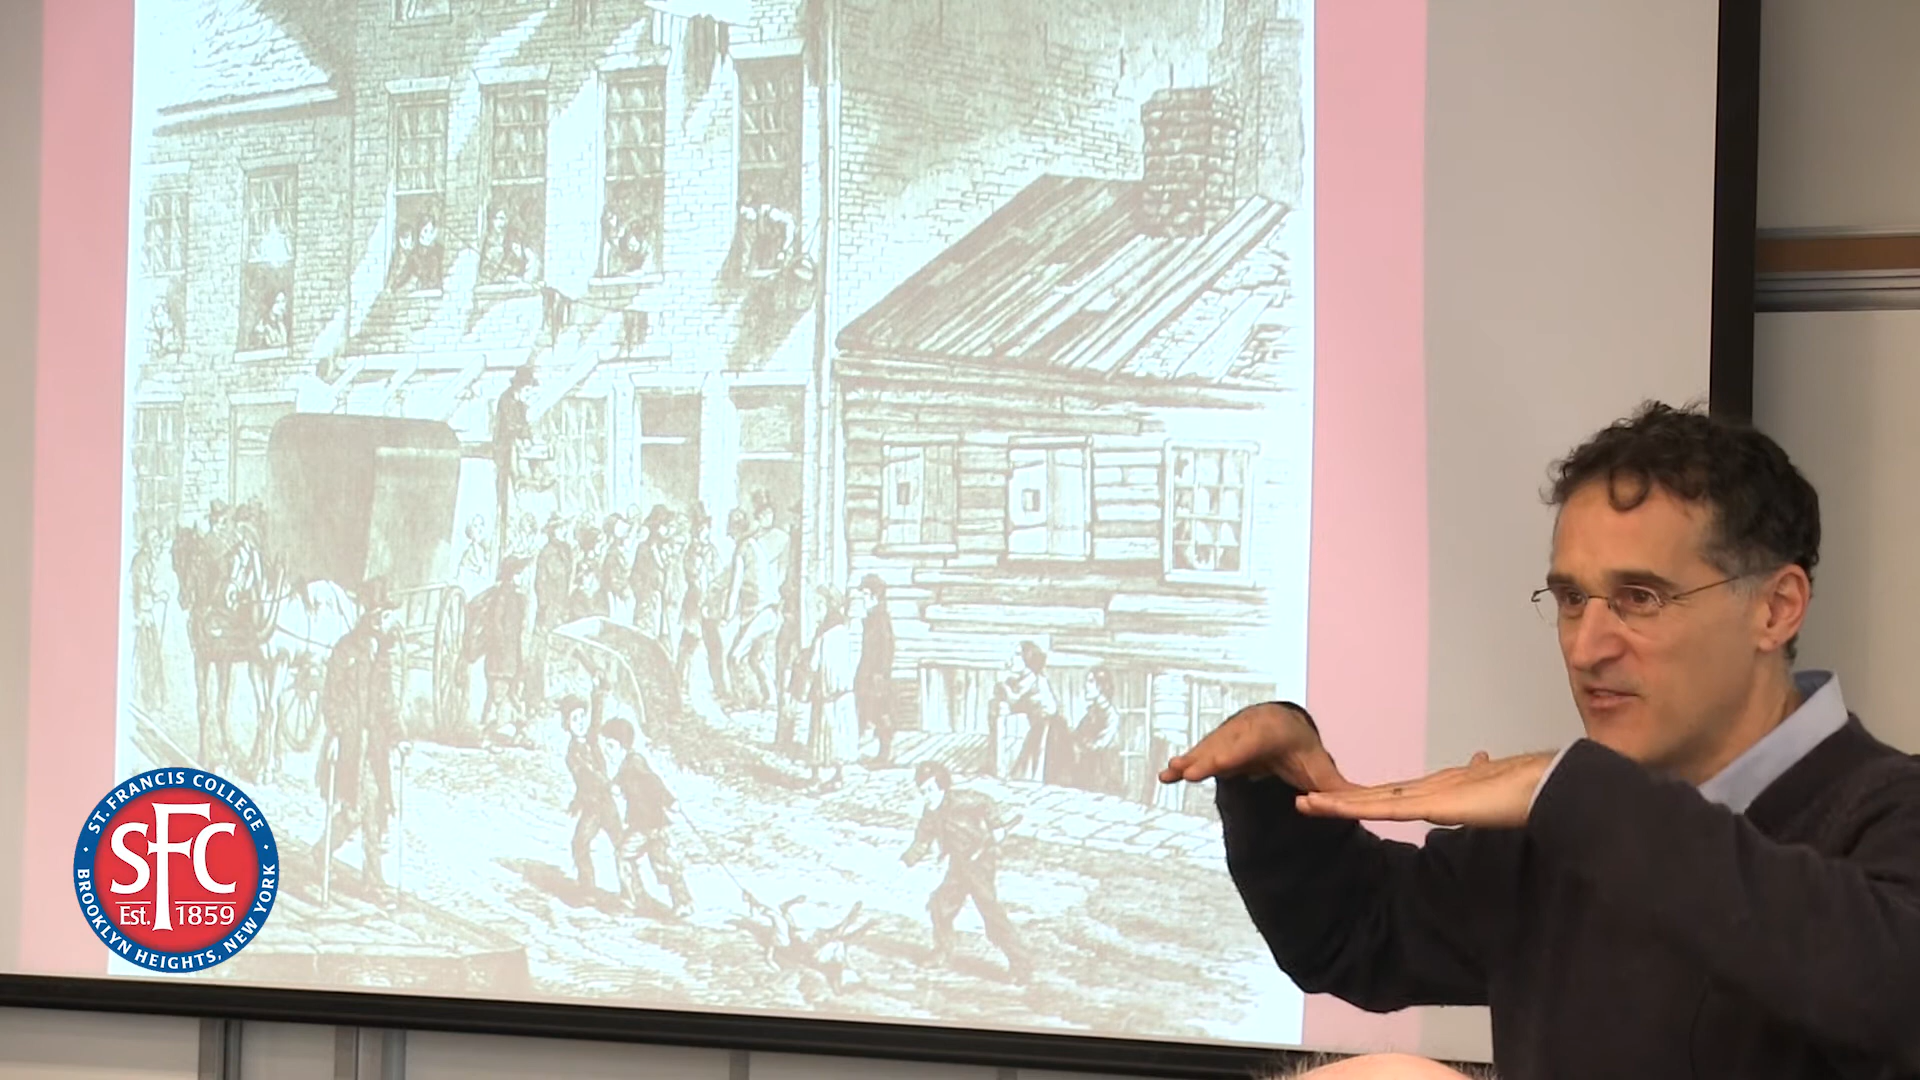 · ST. FRANCIS COLLEGE ·
SFC
Est. 1859
BROOKLYN HEIGHTS, NEW YORK